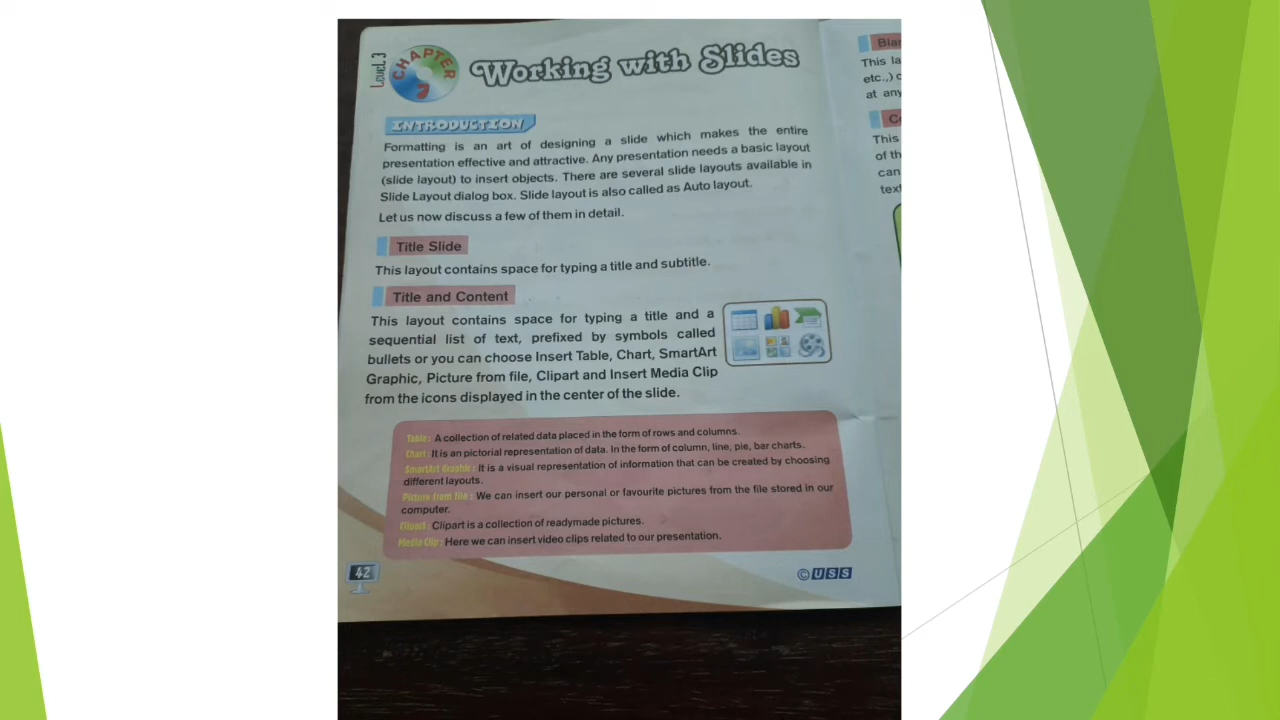 Level 3
CHAPTER
7
Working with Slides
INTRODUCTION
Formatting is an art of designing a slide which makes the entire
presentation effective and attractive. Any presentation needs a basic layout
(slide layout) to insert objects. There are several slide layouts available in
Slide Layout dialog box. Slide layout is also called as Auto layout.
Let us now discuss a few of them in detail.
Title Slide
This layout contains space for typing a title and subtitle.
Title and Content
This layout contains space for typing a title and a
sequential list of text, prefixed by symbols called
bullets or you can choose Insert Table, Chart, SmartArt
Graphic, Picture from file, Clipart and Insert Media Clip
from the icons displayed in the center of the slide.
Table : A collection of related data placed in the form of rows and columns.
Chart : It is an pictorial representation of data. In the form of column, line, pie, bar charts.
SmartArt Graphic : It is a visual representation of information that can be created by choosing
different layouts.
Picture from file : We can insert our personal or favourite pictures from the file stored in our
computer.
Clipart : Clipart is a collection of readymade pictures.
Media Clip : Here we can insert video clips related to our presentation.
42
© USS
This
etc.,)
at any
This
of th
can